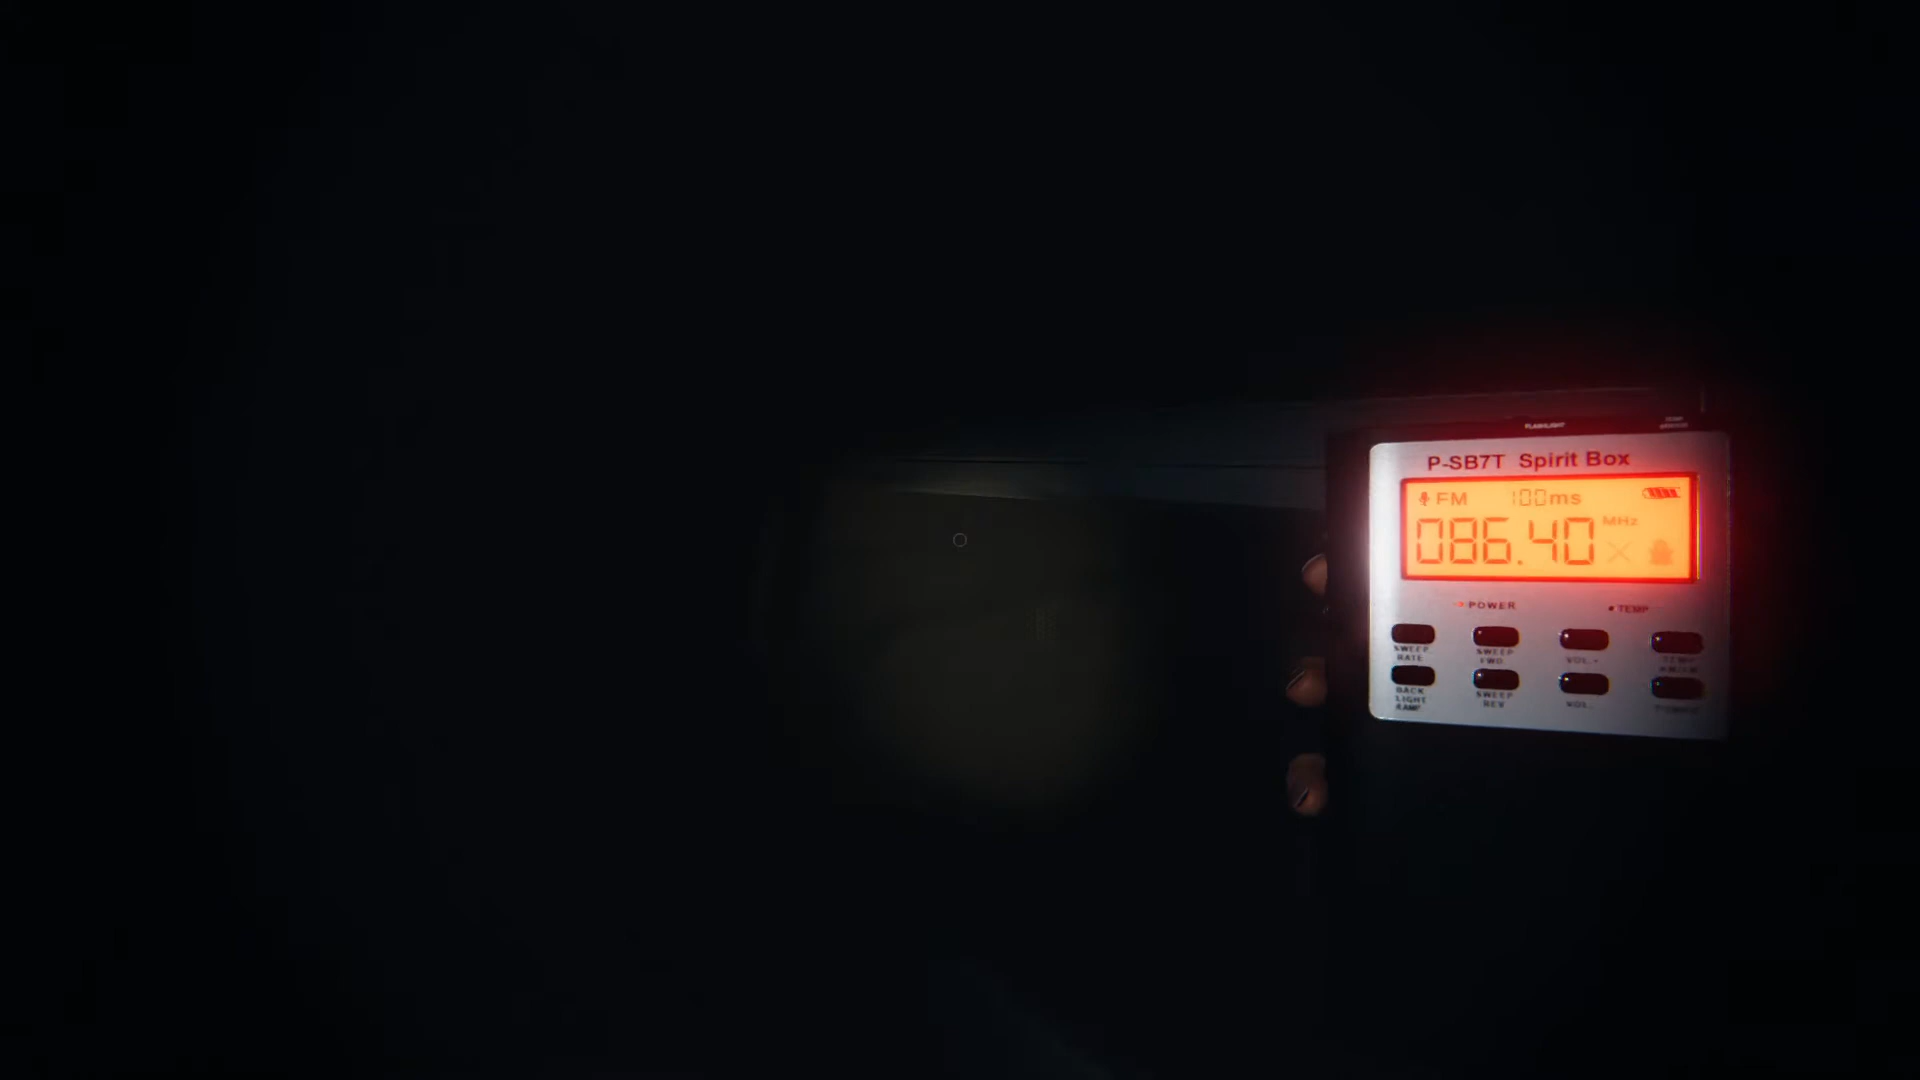 FLASHLIGHT
P-SB7T Spirit Box
FM 100ms
086.40 MHz
POWER
TEMP
SWEEP RATE
SWEEP FWD
VOL.+
BACK LIGHT
SWEEP REV
VOL.-